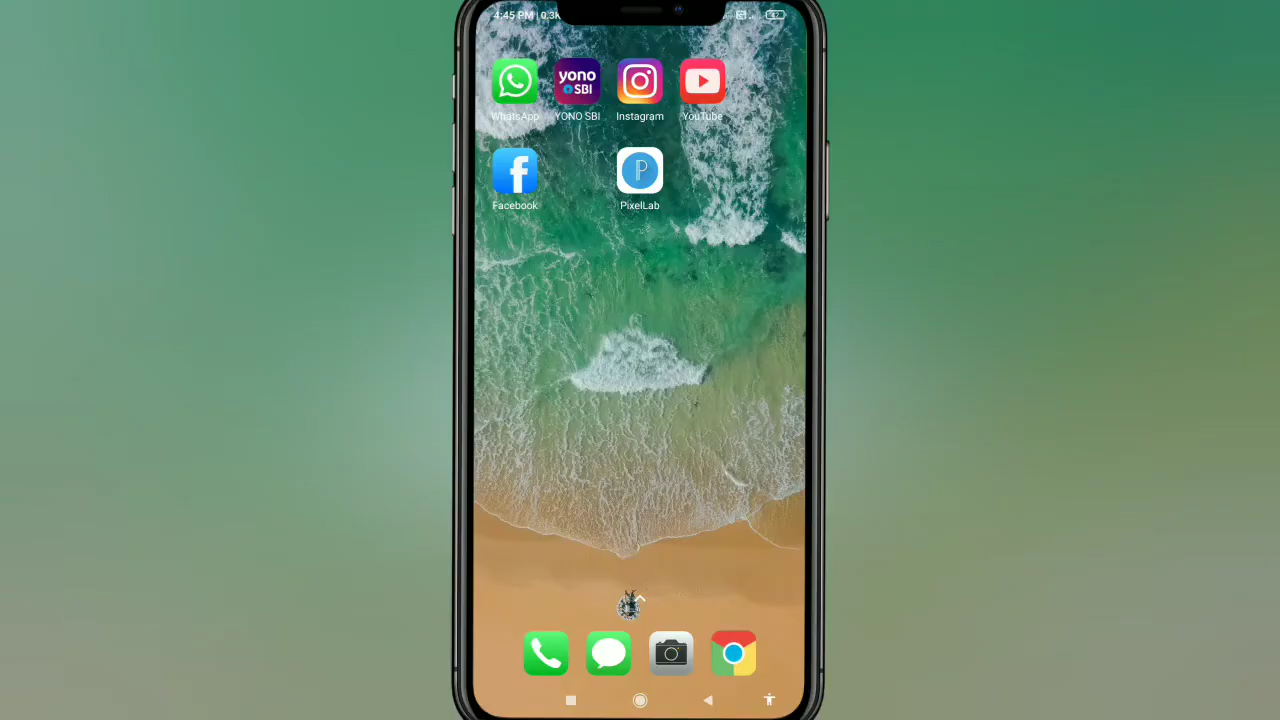 4:45 PM | 0.3K
yono
SBI
WhatsApp
YONO SBI
Instagram
YouTube
P
Facebook
PixelLab